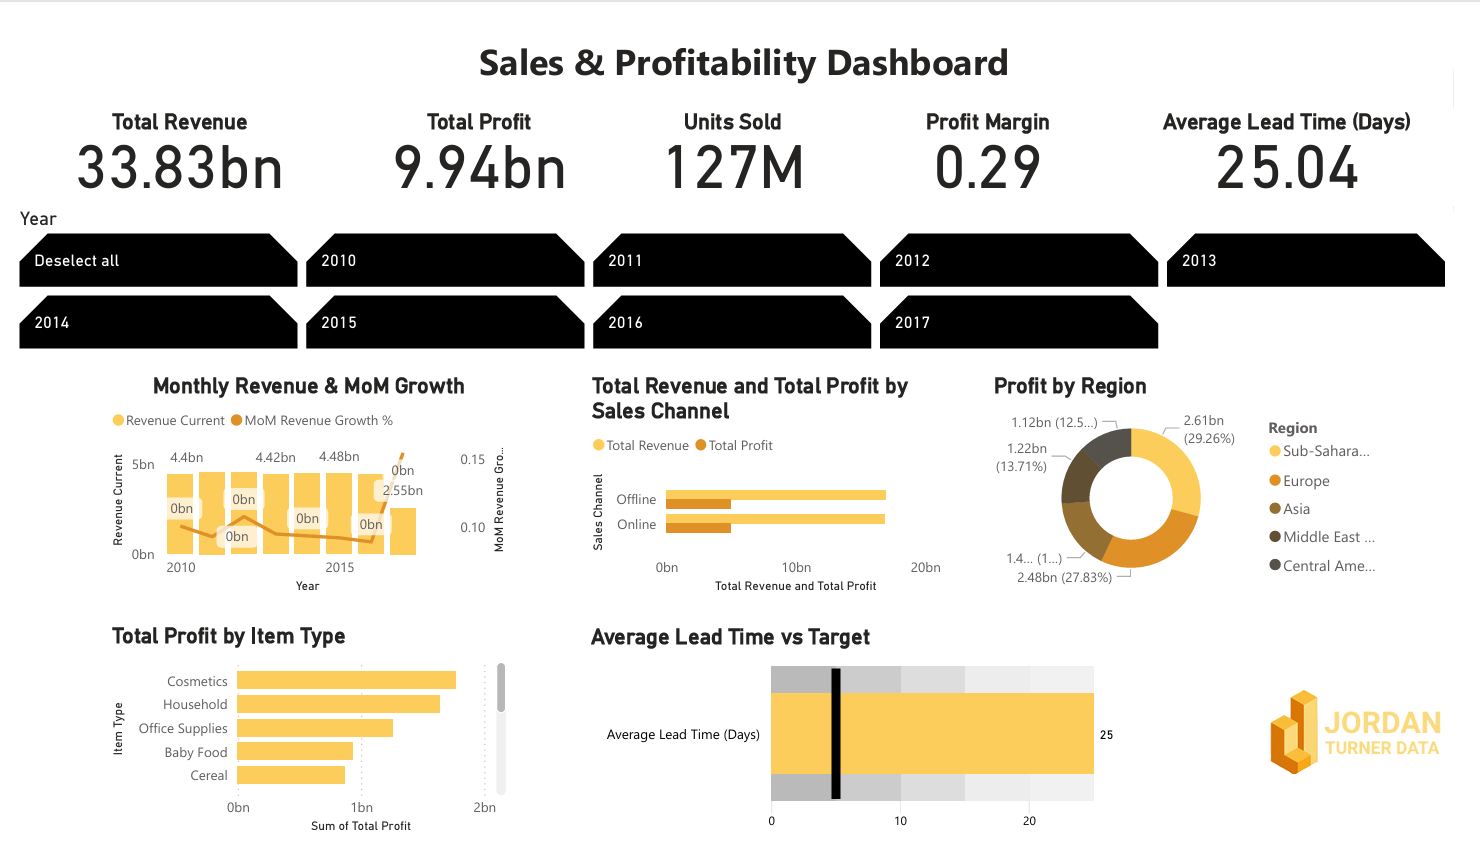 Sales & Profitability Dashboard
Total Revenue
33.83bn
Total Profit
9.94bn
Units Sold
127M
Profit Margin
0.29
Average Lead Time (Days)
25.04
Year
Deselect all
2010
2011
2012
2013
2014
2015
2016
2017
Monthly Revenue & MoM Growth
Revenue Current
MoM Revenue Growth %
Revenue Current
5bn
0bn
4.4bn
4.42bn
4.48bn
0bn
2.55bn
0bn
0bn
0bn
0bn
0bn
0.15
0.10
MoM Revenue Gro...
2010
2015
Year
Total Revenue and Total Profit by
Sales Channel
Total Revenue
Total Profit
Sales Channel
Offline
Online
0bn
10bn
20bn
Total Revenue and Total Profit
Profit by Region
1.12bn (12.5...)
2.61bn
(29.26%)
1.22bn
(13.71%)
1.4... (1...)
2.48bn (27.83%)
Region
Sub-Sahara...
Europe
Asia
Middle East ...
Central Ame...
Total Profit by Item Type
Item Type
Cosmetics
Household
Office Supplies
Baby Food
Cereal
0bn
1bn
2bn
Sum of Total Profit
Average Lead Time vs Target
Average Lead Time (Days)
25
0
10
20
JORDAN
TURNER DATA